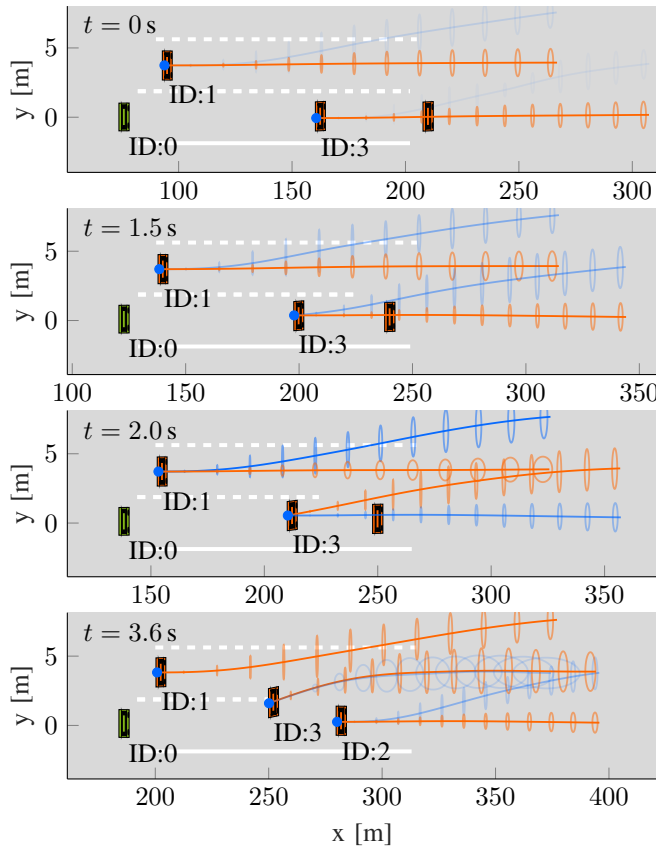 t = 0 s
y [m]
5
0
ID:1
ID:0
ID:3
100
150
200
250
300
t = 1.5 s
y [m]
5
0
ID:1
ID:0
ID:3
100
150
200
250
300
350
t = 2.0 s
y [m]
5
0
ID:1
ID:0
ID:3
150
200
250
300
350
t = 3.6 s
y [m]
5
0
ID:1
ID:0
ID:3
ID:2
200
250
300
350
400
x [m]